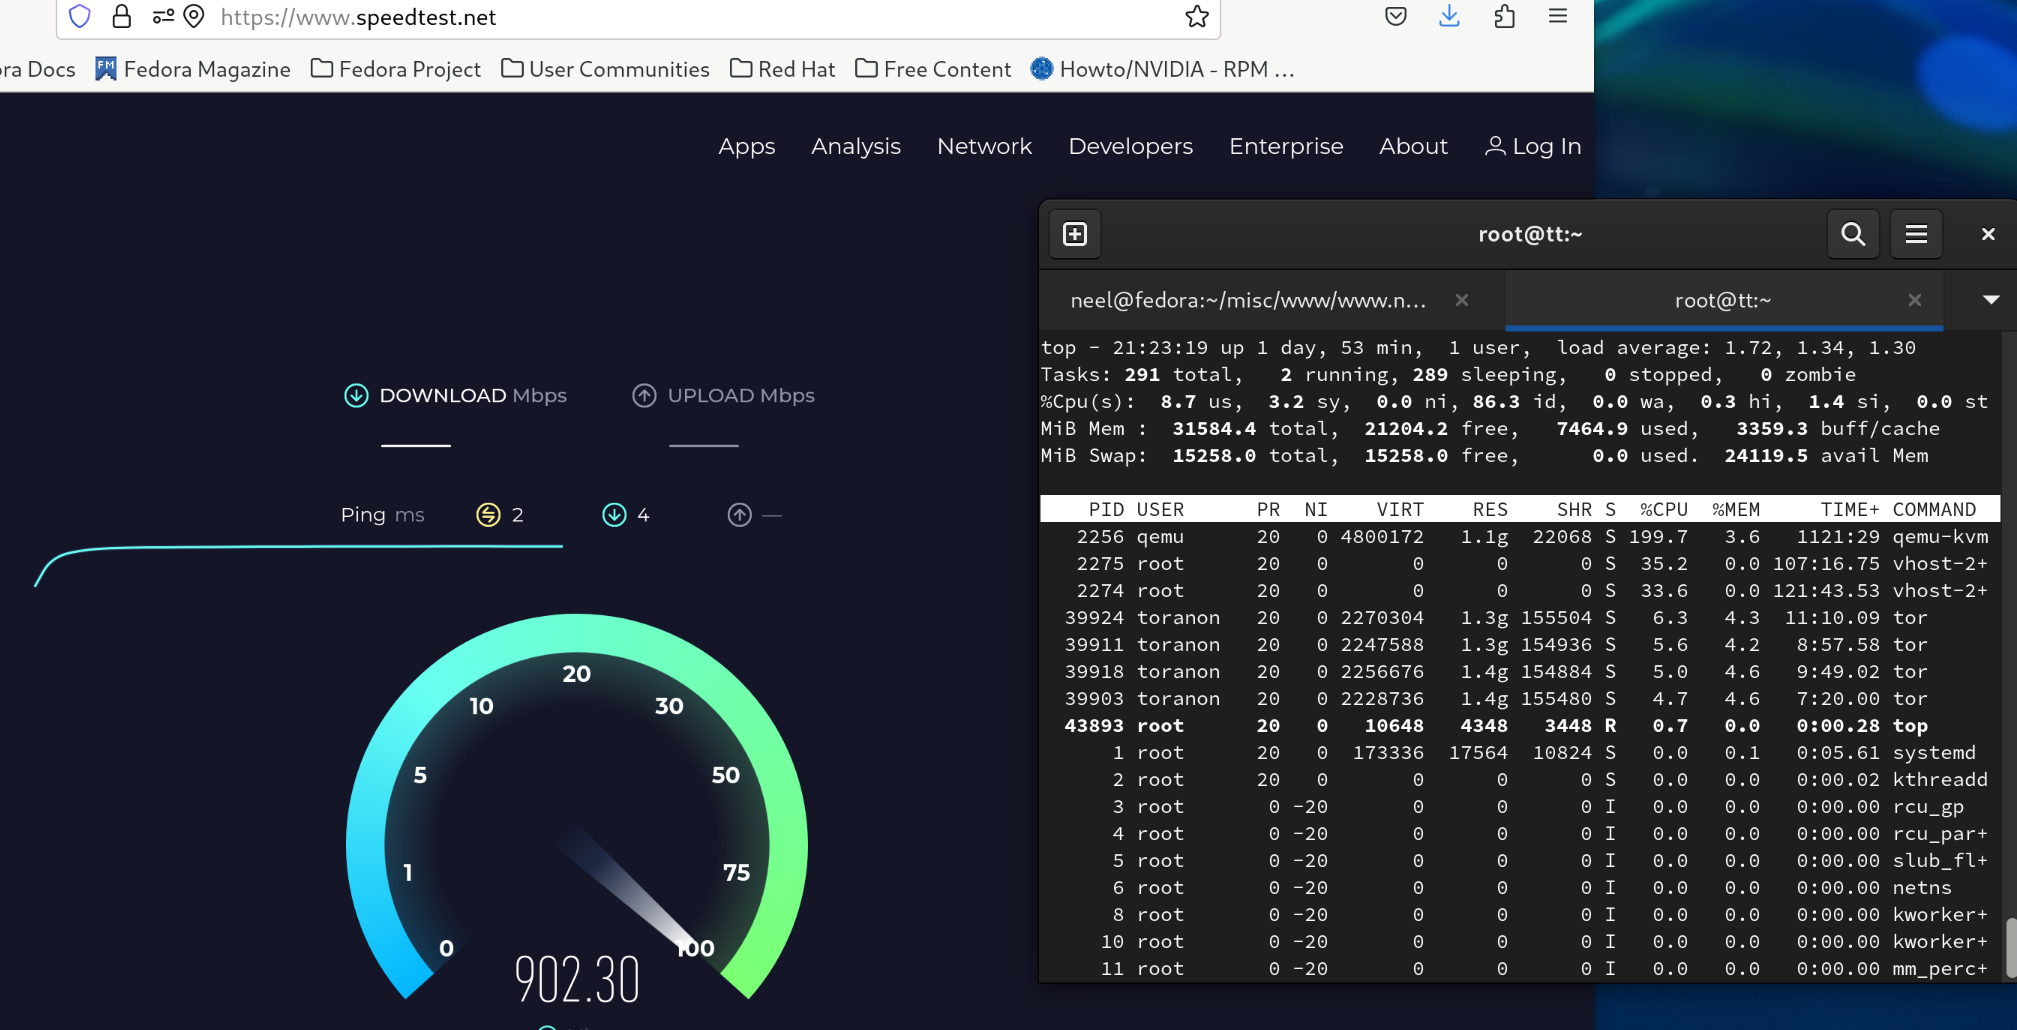 https://www.speedtest.net
ora Docs Fedora Magazine Fedora Project User Communities Red Hat Free Content Howto/NVIDIA - RPM …
Apps Analysis Network Developers Enterprise About Log In
DOWNLOAD Mbps UPLOAD Mbps
Ping ms 2 4 —
20
10 30
5 50
1 75
0 100
902.30
root@tt:~
neel@fedora:~/misc/www/www.n… root@tt:~
top - 21:23:19 up 1 day, 53 min,  1 user,  load average: 1.72, 1.34, 1.30
Tasks: 291 total,   2 running, 289 sleeping,   0 stopped,   0 zombie
%Cpu(s):  8.7 us,  3.2 sy,  0.0 ni, 86.3 id,  0.0 wa,  0.3 hi,  1.4 si,  0.0 st
MiB Mem :  31584.4 total,  21204.2 free,   7464.9 used,   3359.3 buff/cache
MiB Swap:  15258.0 total,  15258.0 free,      0.0 used.  24119.5 avail Mem
PID USER PR NI VIRT RES SHR S %CPU %MEM TIME+ COMMAND
2256 qemu 20 0 4800172 1.1g 22068 S 199.7 3.6 1121:29 qemu-kvm
2275 root 20 0 0 0 0 S 35.2 0.0 107:16.75 vhost-2+
2274 root 20 0 0 0 0 S 33.6 0.0 121:43.53 vhost-2+
39924 toranon 20 0 2270304 1.3g 155504 S 6.3 4.3 11:10.09 tor
39911 toranon 20 0 2247588 1.3g 154936 S 5.6 4.2 8:57.58 tor
39918 toranon 20 0 2256676 1.4g 154884 S 5.0 4.6 9:49.02 tor
39903 toranon 20 0 2228736 1.4g 155480 S 4.7 4.6 7:20.00 tor
43893 root 20 0 10648 4348 3448 R 0.7 0.0 0:00.28 top
1 root 20 0 173336 17564 10824 S 0.0 0.1 0:05.61 systemd
2 root 20 0 0 0 0 S 0.0 0.0 0:00.02 kthreadd
3 root 0 -20 0 0 0 I 0.0 0.0 0:00.00 rcu_gp
4 root 0 -20 0 0 0 I 0.0 0.0 0:00.00 rcu_par+
5 root 0 -20 0 0 0 I 0.0 0.0 0:00.00 slub_fl+
6 root 0 -20 0 0 0 I 0.0 0.0 0:00.00 netns
8 root 0 -20 0 0 0 I 0.0 0.0 0:00.00 kworker+
10 root 0 -20 0 0 0 I 0.0 0.0 0:00.00 kworker+
11 root 0 -20 0 0 0 I 0.0 0.0 0:00.00 mm_perc+